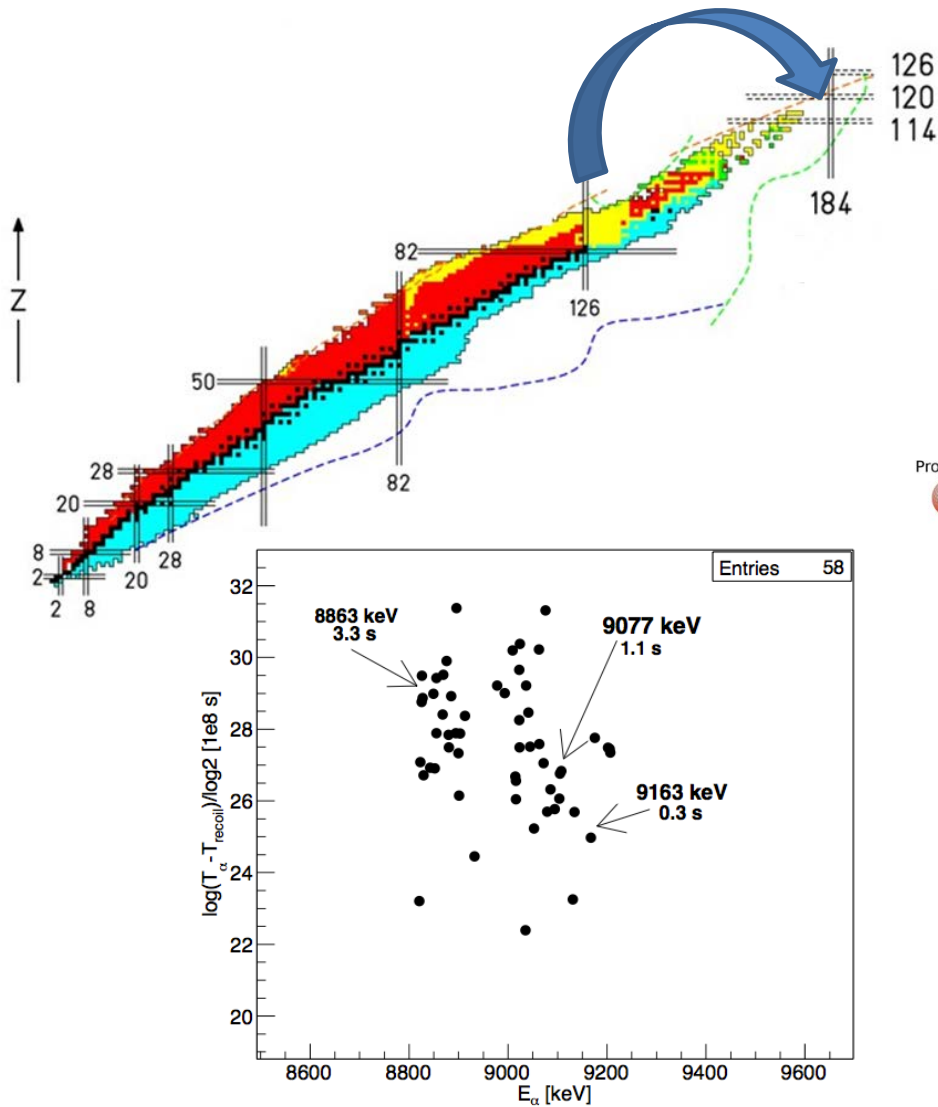 126
120
114
184
Z
82
126
50
82
28
20
28
8
20
2
2
8
Pro
Entries 58
8863 keV
3.3 s
9077 keV
1.1 s
9163 keV
0.3 s
log(Tα-Trecoil)/log2 [1e8 s]
32
30
28
26
24
22
20
8600 8800 9000 9200 9400 9600
Eα [keV]